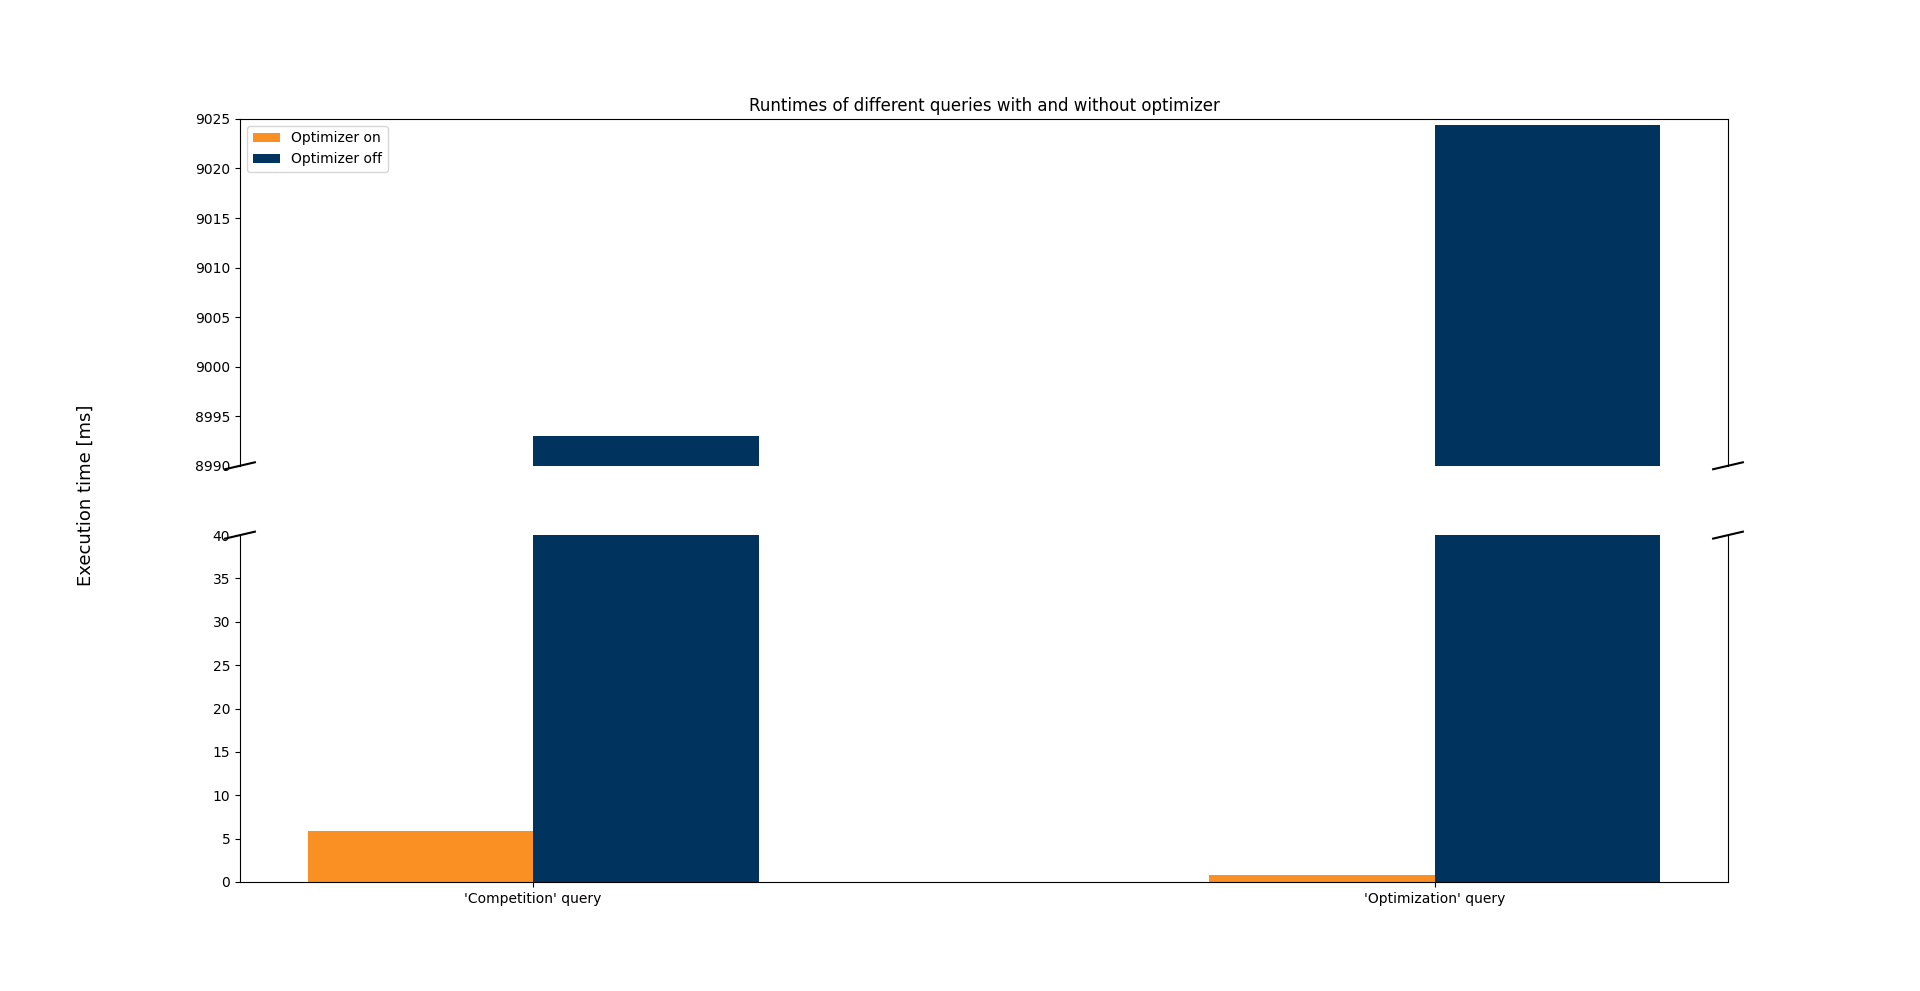 Runtimes of different queries with and without optimizer
Optimizer on
Optimizer off
9025
9020
9015
9010
9005
9000
8995
8990
40
35
30
25
20
15
10
5
0
Execution time [ms]
'Competition' query
'Optimization' query